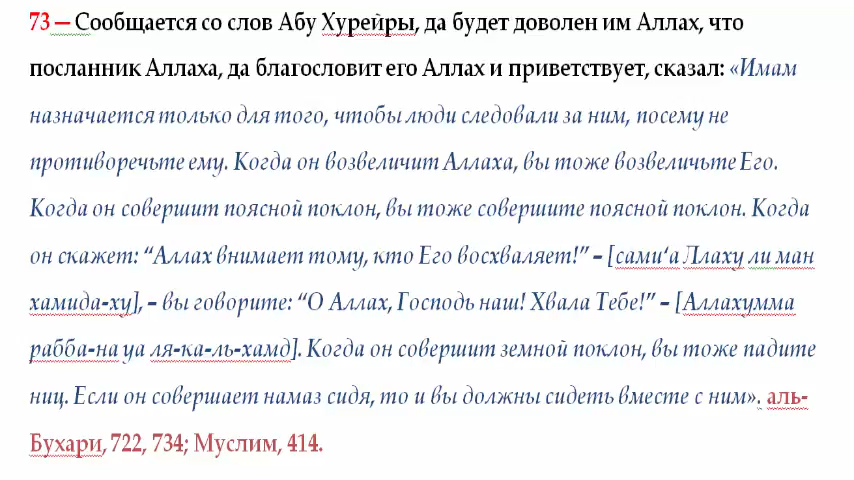 73 – Сообщается со слов Абу Хурейры, да будет доволен им Аллах, что
посланник Аллаха, да благословит его Аллах и приветствует, сказал: «Имам
назначается только для того, чтобы люди следовали за ним, посему не
противоречьте ему. Когда он возвеличит Аллаха, вы тоже возвеличьте Его.
Когда он совершит поясной поклон, вы тоже совершите поясной поклон. Когда
он скажет: “Аллах внимает тому, кто Его восхваляет!” – [сами‘а Ллаху ли ман
хамида-ху], – вы говорите: “О Аллах, Господь наш! Хвала Тебе!” – [Аллахумма
рабба-на уа ля-ка-ль-хамд]. Когда он совершит земной поклон, вы тоже падите
ниц. Если он совершает намаз сидя, то и вы должны сидеть вместе с ним». аль-
Бухари, 722, 734; Муслим, 414.